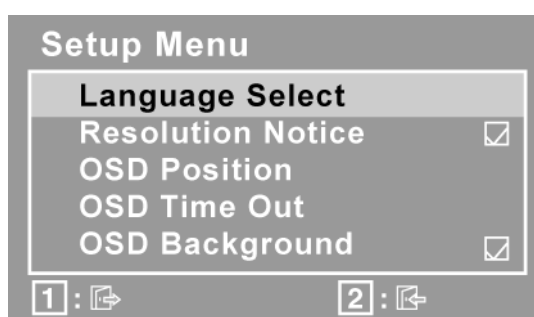 Setup Menu
Language Select
Resolution Notice
OSD Position
OSD Time Out
OSD Background
1 : 2 :